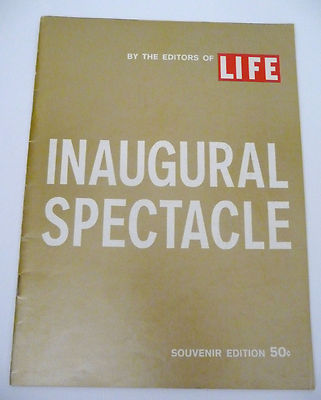 BY THE EDITORS OF LIFE
INAUGURAL
SPECTACLE
SOUVENIR EDITION 50¢